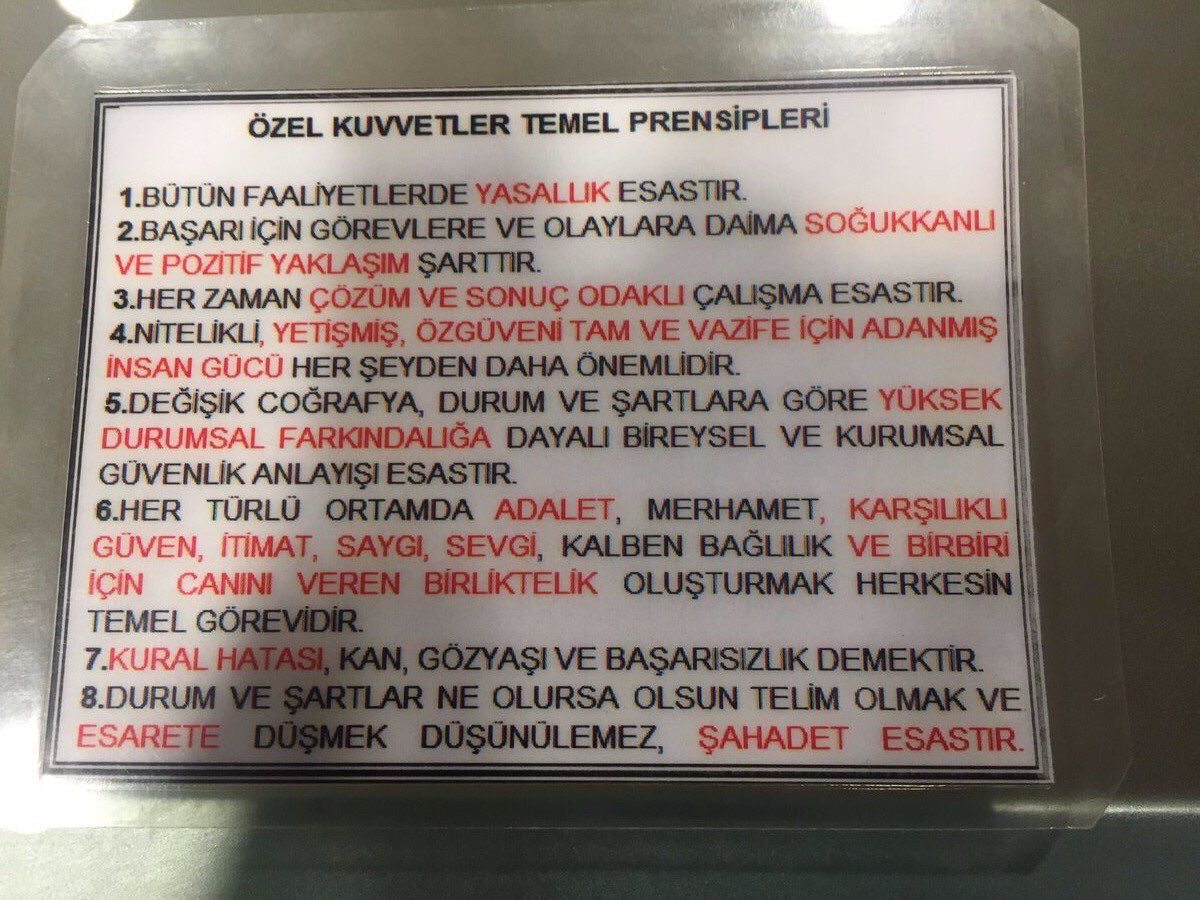 ÖZEL KUVVETLER TEMEL PRENSİPLERİ
1.BÜTÜN FAALİYETLERDE YASALLIK ESASTIR.
2.BAŞARI İÇİN GÖREVLERE VE OLAYLARA DAİMA SOĞUKKANLI
VE POZİTİF YAKLAŞIM ŞARTTIR.
3.HER ZAMAN ÇÖZÜM VE SONUÇ ODAKLI ÇALIŞMA ESASTIR.
4.NİTELİKLİ, YETİŞMİŞ, ÖZGÜVENİ TAM VE VAZİFE İÇİN ADANMIŞ
İNSAN GÜCÜ HER ŞEYDEN DAHA ÖNEMLİDİR.
5.DEĞİŞİK COĞRAFYA, DURUM VE ŞARTLARA GÖRE YÜKSEK
DURUMSAL FARKINDALIĞA DAYALI BİREYSEL VE KURUMSAL
GÜVENLİK ANLAYIŞI ESASTIR.
6.HER TÜRLÜ ORTAMDA ADALET, MERHAMET, KARŞILIKLI
GÜVEN, İTİMAT, SAYGI, SEVGİ, KALBEN BAĞLILIK VE BİRBİRİ
İÇİN CANINI VEREN BİRLİKTELİK OLUŞTURMAK HERKESİN
TEMEL GÖREVİDİR.
7.KURAL HATASI, KAN, GÖZYAŞI VE BAŞARISIZLIK DEMEKTİR.
8.DURUM VE ŞARTLAR NE OLURSA OLSUN TELİM OLMAK VE
ESARETE DÜŞMEK DÜŞÜNÜLEMEZ, ŞAHADET ESASTIR.